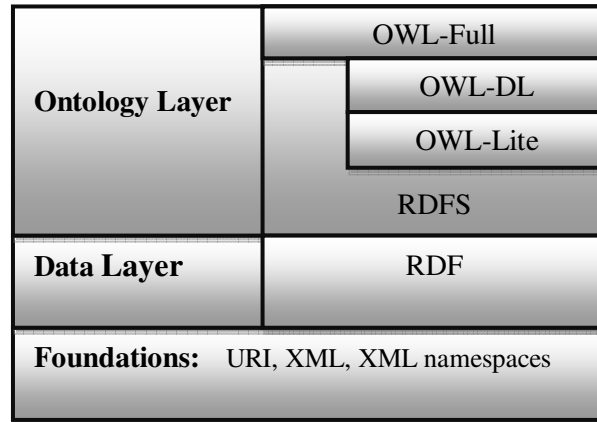 OWL-Full
Ontology Layer
OWL-DL
OWL-Lite
RDFS
Data Layer
RDF
Foundations: URI, XML, XML namespaces